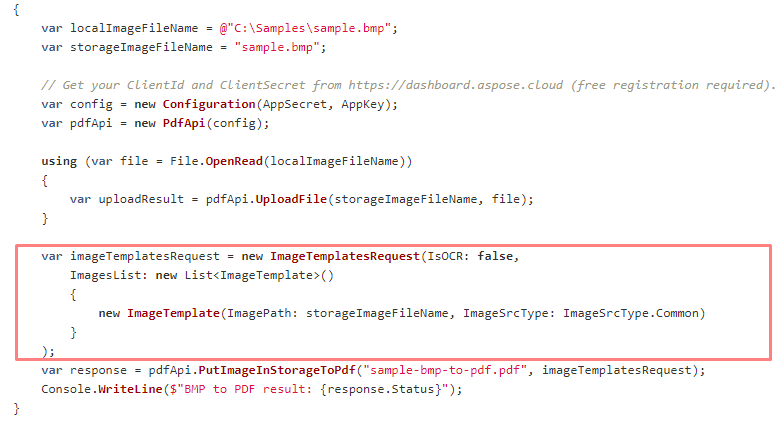 {
var localImageFileName = @"C:\Samples\sample.bmp";
var storageImageFileName = "sample.bmp";
// Get your ClientId and ClientSecret from https://dashboard.aspose.cloud (free registration required).
var config = new Configuration(AppSecret, AppKey);
var pdfApi = new PdfApi(config);
using (var file = File.OpenRead(localImageFileName))
{
var uploadResult = pdfApi.UploadFile(storageImageFileName, file);
}
var imageTemplatesRequest = new ImageTemplatesRequest(IsOCR: false,
ImagesList: new List<ImageTemplate>()
{
new ImageTemplate(ImagePath: storageImageFileName, ImageSrcType: ImageSrcType.Common)
}
);
var response = pdfApi.PutImageInStorageToPdf("sample-bmp-to-pdf.pdf", imageTemplatesRequest);
Console.WriteLine($"BMP to PDF result: {response.Status}");
}